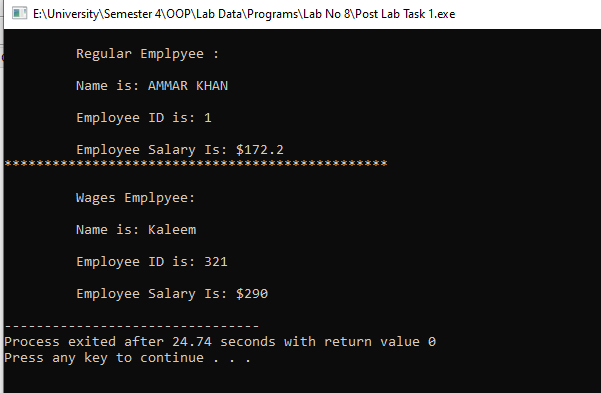 E:\University\Semester 4\OOP\Lab Data\Programs\Lab No 8\Post Lab Task 1.exe
Regular Emplpyee :
Name is: AMMAR KHAN
Employee ID is: 1
Employee Salary Is: $172.2
************************************************
Wages Emplpyee:
Name is: Kaleem
Employee ID is: 321
Employee Salary Is: $290
--------------------------------
Process exited after 24.74 seconds with return value 0
Press any key to continue . . .